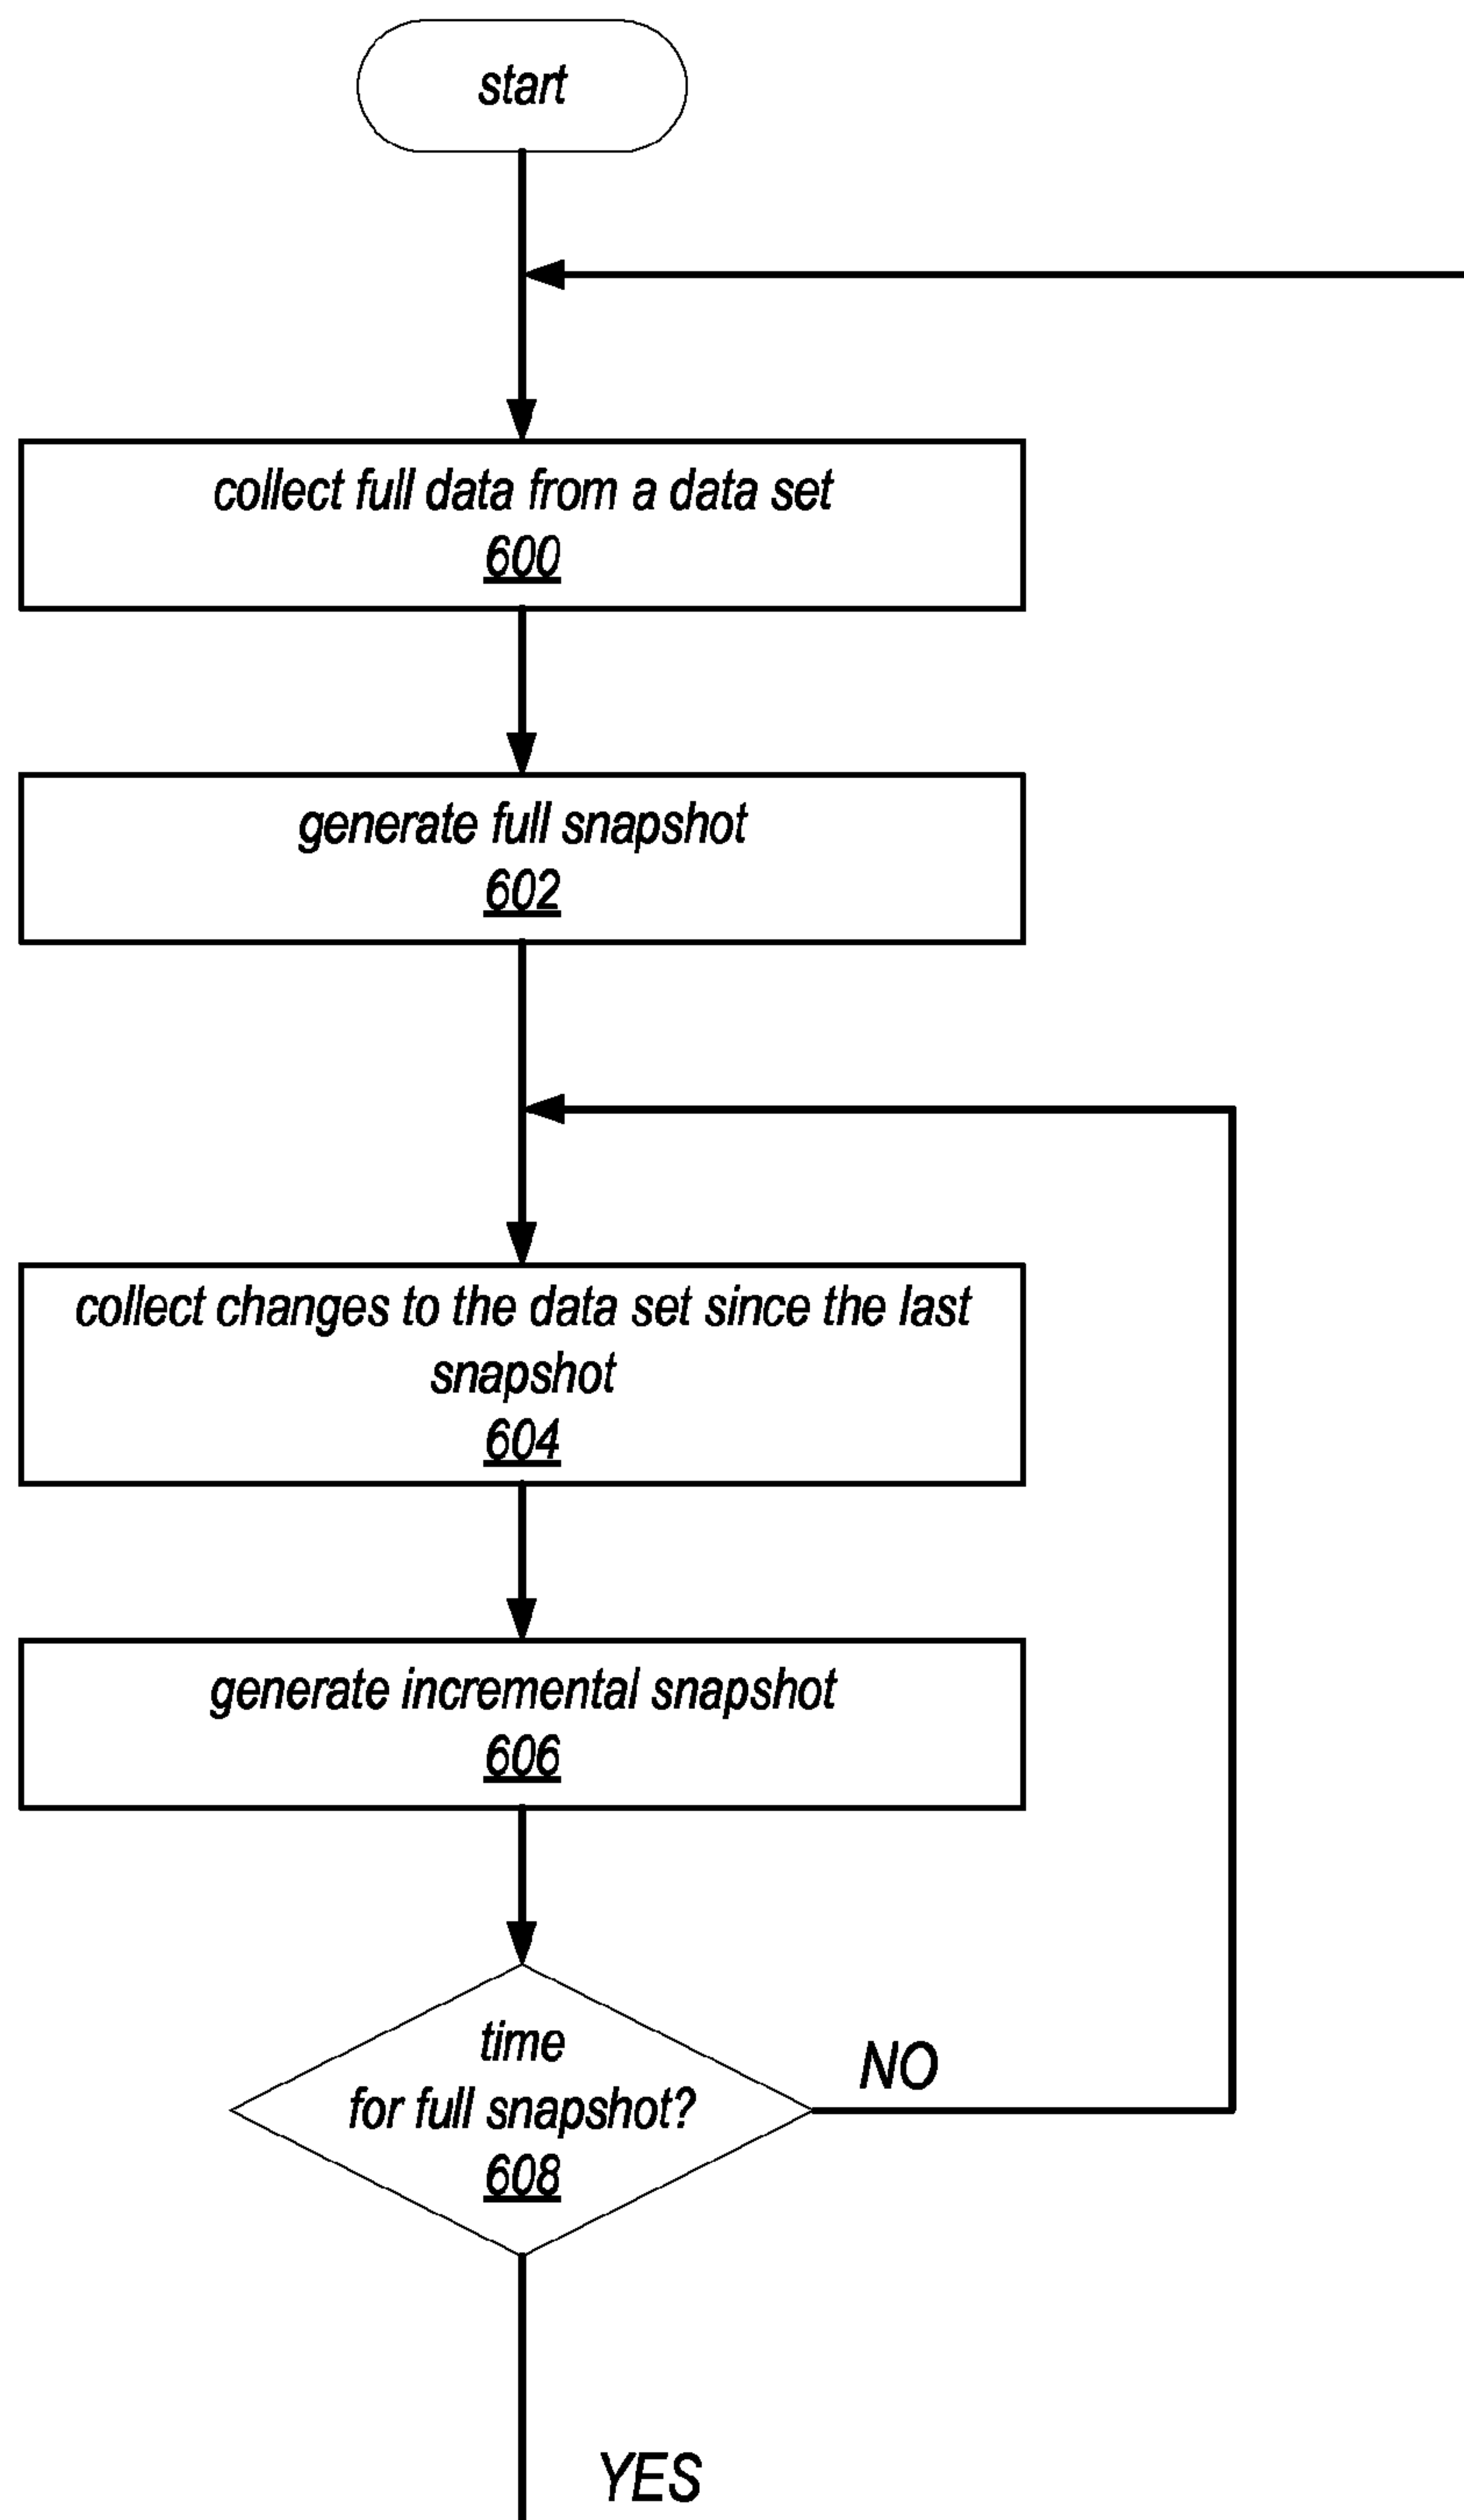 start
collect full data from a data set
600
generate full snapshot
602
collect changes to the data set since the last
snapshot
604
generate incremental snapshot
606
time
for full snapshot?
608
NO
YES